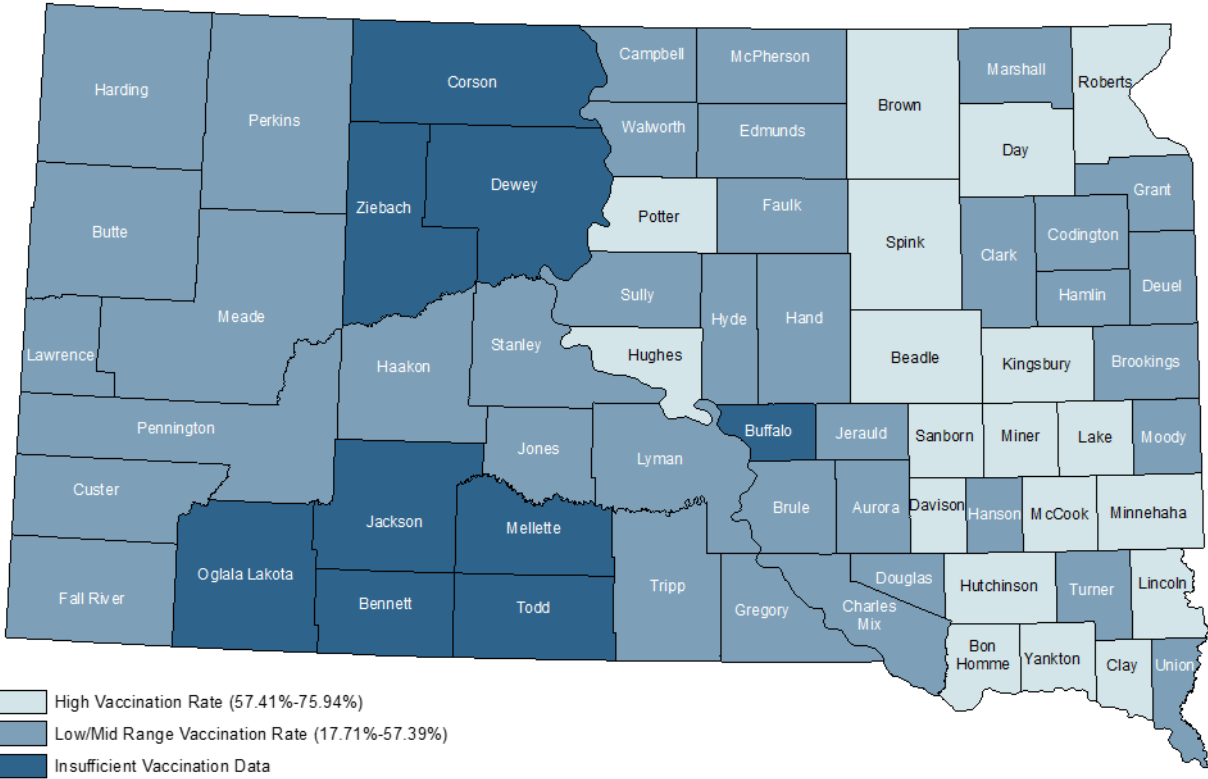 Campbell
McPherson
Marshall
Corson
Roberts
Harding
Brown
Perkins
Walworth
Edmunds
Day
Dewey
Grant
Ziebach
Faulk
Potter
Butte
Codington
Spink
Clark
Deuel
Sully
Hamlin
Meade
Hyde
Hand
Stanley
Lawrence
Hughes
Beadle
Kingsbury
Brookings
Haakon
Pennington
Buffalo
Jerauld
Sanborn
Miner
Lake
Moody
Jones
Lyman
Custer
Davison
Brule
Aurora
Hanson
McCook
Minnehaha
Jackson
Mellette
Oglala Lakota
Douglas
Hutchinson
Lincoln
Tripp
Turner
Fall River
Bennett
Todd
Gregory
Charles
Mix
Bon
Homme
Yankton
Clay
Union
High Vaccination Rate (57.41%-75.94%)
Low/Mid Range Vaccination Rate (17.71%-57.39%)
Insufficient Vaccination Data